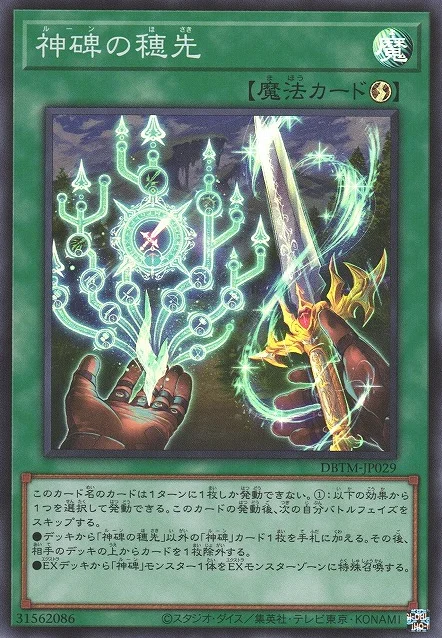 神碑の穂先
ルーン ほ さき
魔
【魔法カード】
ま ほう
DBTM-JP029
このカード名のカードは1ターンに1枚しか発動できない。①:以下の効果から
1つを選択して発動できる。このカードの発動後、次の自分バトルフェイズを
スキップする。
●デッキから「神碑の穂先」以外の「神碑」カード1枚を手札に加える。その後、
相手のデッキの上からカードを1枚除外する。
●EXデッキから「神碑」モンスター1体をEXモンスターゾーンに特殊召喚する。
31562086
©スタジオ・ダイス/集英社・テレビ東京・KONAMI